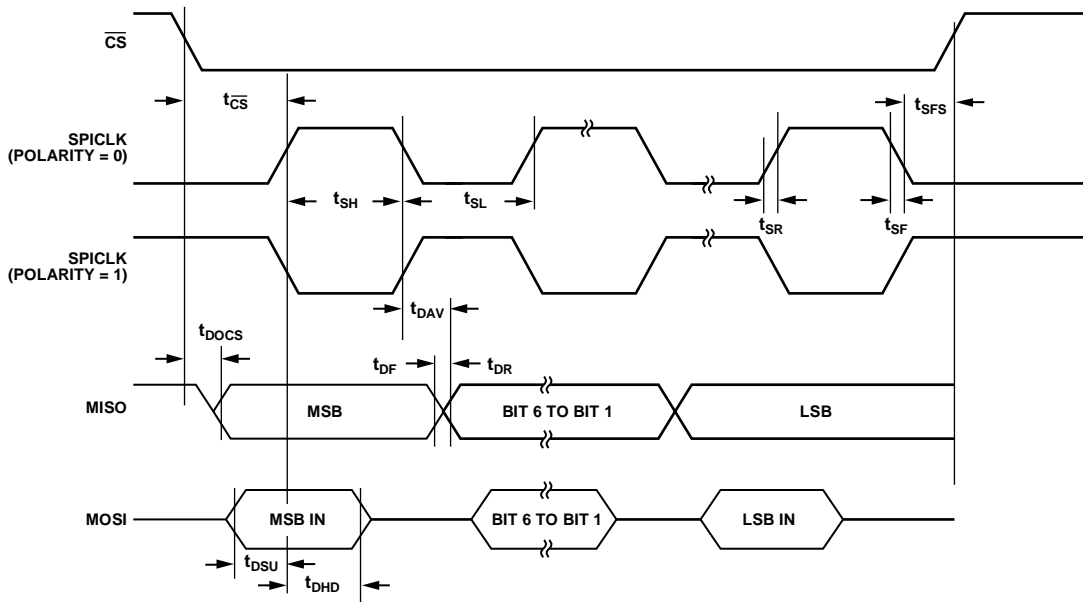 CS
tCS
tSFS
SPICLK
(POLARITY = 0)
tSH
tSL
tSR
tSF
SPICLK
(POLARITY = 1)
tDAV
tDOCS
tDF
tDR
MISO
MSB
BIT 6 TO BIT 1
LSB
MOSI
MSB IN
BIT 6 TO BIT 1
LSB IN
tDSU
tDHD